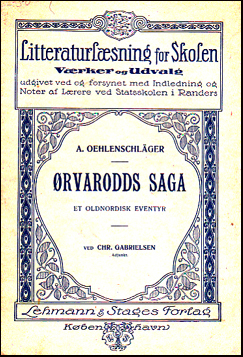 Litteraturlæsning for Skolen
Værker og Udvalg
udgivet ved og forsynet med Indledning og
Noter af Lærere ved Statsskolen i Randers
A. OEHLENSCHLÄGER
ØRVARODDS SAGA
ET OLDNORDISK EVENTYR
VED CHR. GABRIELSEN
Adjunkt
Lehmann & Stages Forlag
København